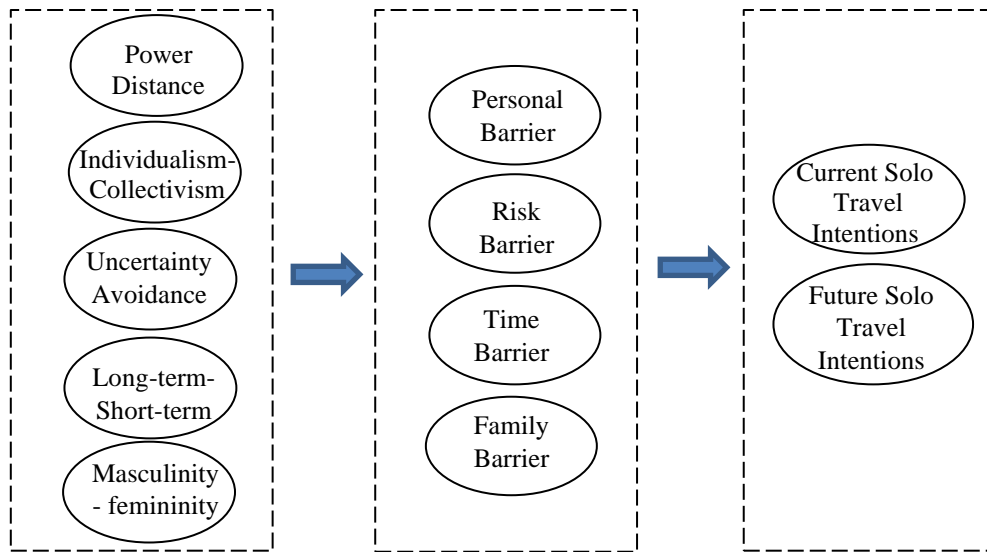 Power
Distance
Individualism-
Collectivism
Uncertainty
Avoidance
Long-term-
Short-term
Masculinity
- femininity
Personal
Barrier
Risk
Barrier
Time
Barrier
Family
Barrier
Current Solo
Travel
Intentions
Future Solo
Travel
Intentions